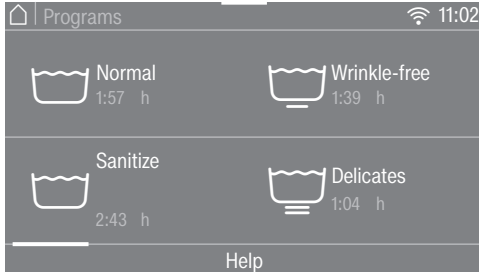 Programs 11:02
Normal
1:57 h
Wrinkle-free
1:39 h
Sanitize
2:43 h
Delicates
1:04 h
Help